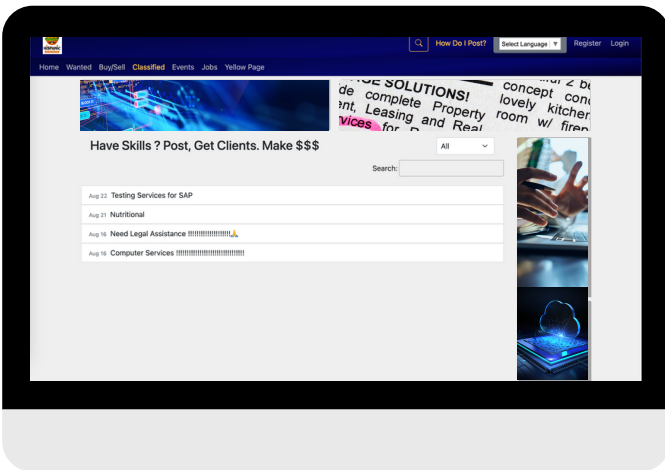 Hispanic
How Do I Post? Select Language ▼ Register Login
Home Wanted Buy/Sell Classified Events Jobs Yellow Page
SOLUTIONS!
complete Property
Leasing and Real
for
concept
lovely kitchen
room w/
Have Skills ? Post, Get Clients. Make $$$
All
Search:
Aug 22 Testing Services for SAP
Aug 21 Nutritional
Aug 16 Need Legal Assistance !!!!!!!!!!!!!!!!!!!!!🙏
Aug 16 Computer Services !!!!!!!!!!!!!!!!!!!!!!!!!!!!!!!!!!